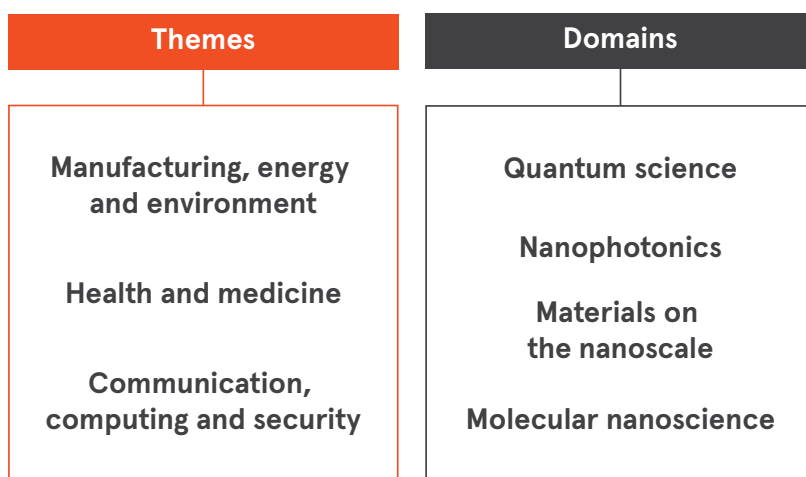 Themes
Manufacturing, energy
and environment
Health and medicine
Communication,
computing and security
Domains
Quantum science
Nanophotonics
Materials on
the nanoscale
Molecular nanoscience